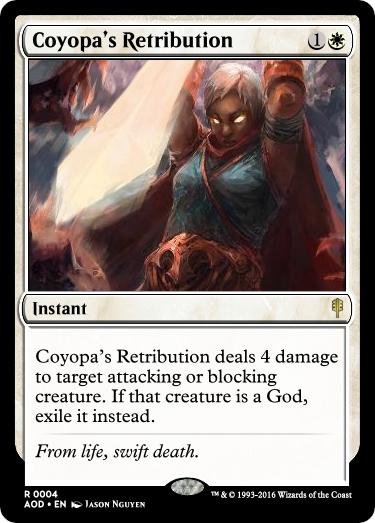 Coyopa's Retribution 1
Instant
Coyopa's Retribution deals 4 damage
to target attacking or blocking
creature. If that creature is a God,
exile it instead.
From life, swift death.
R 0004
AOD • EN Jason Nguyen
™ & © 1993-2016 Wizards of the Coast